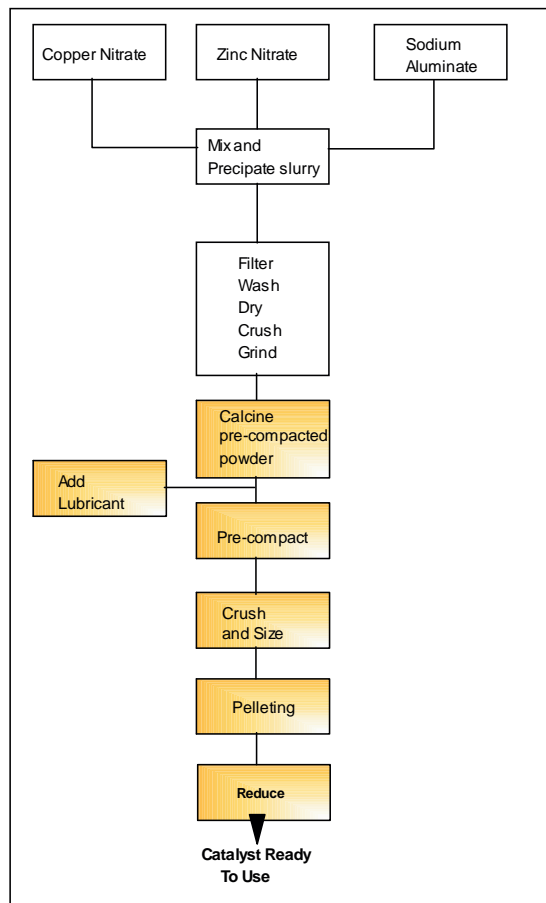 Copper Nitrate
Zinc Nitrate
Sodium
Aluminate
Mix and
Precipate slurry
Filter
Wash
Dry
Crush
Grind
Calcine
pre-compacted
powder
Add
Lubricant
Pre-compact
Crush
and Size
Pelleting
Reduce
Catalyst Ready
To Use